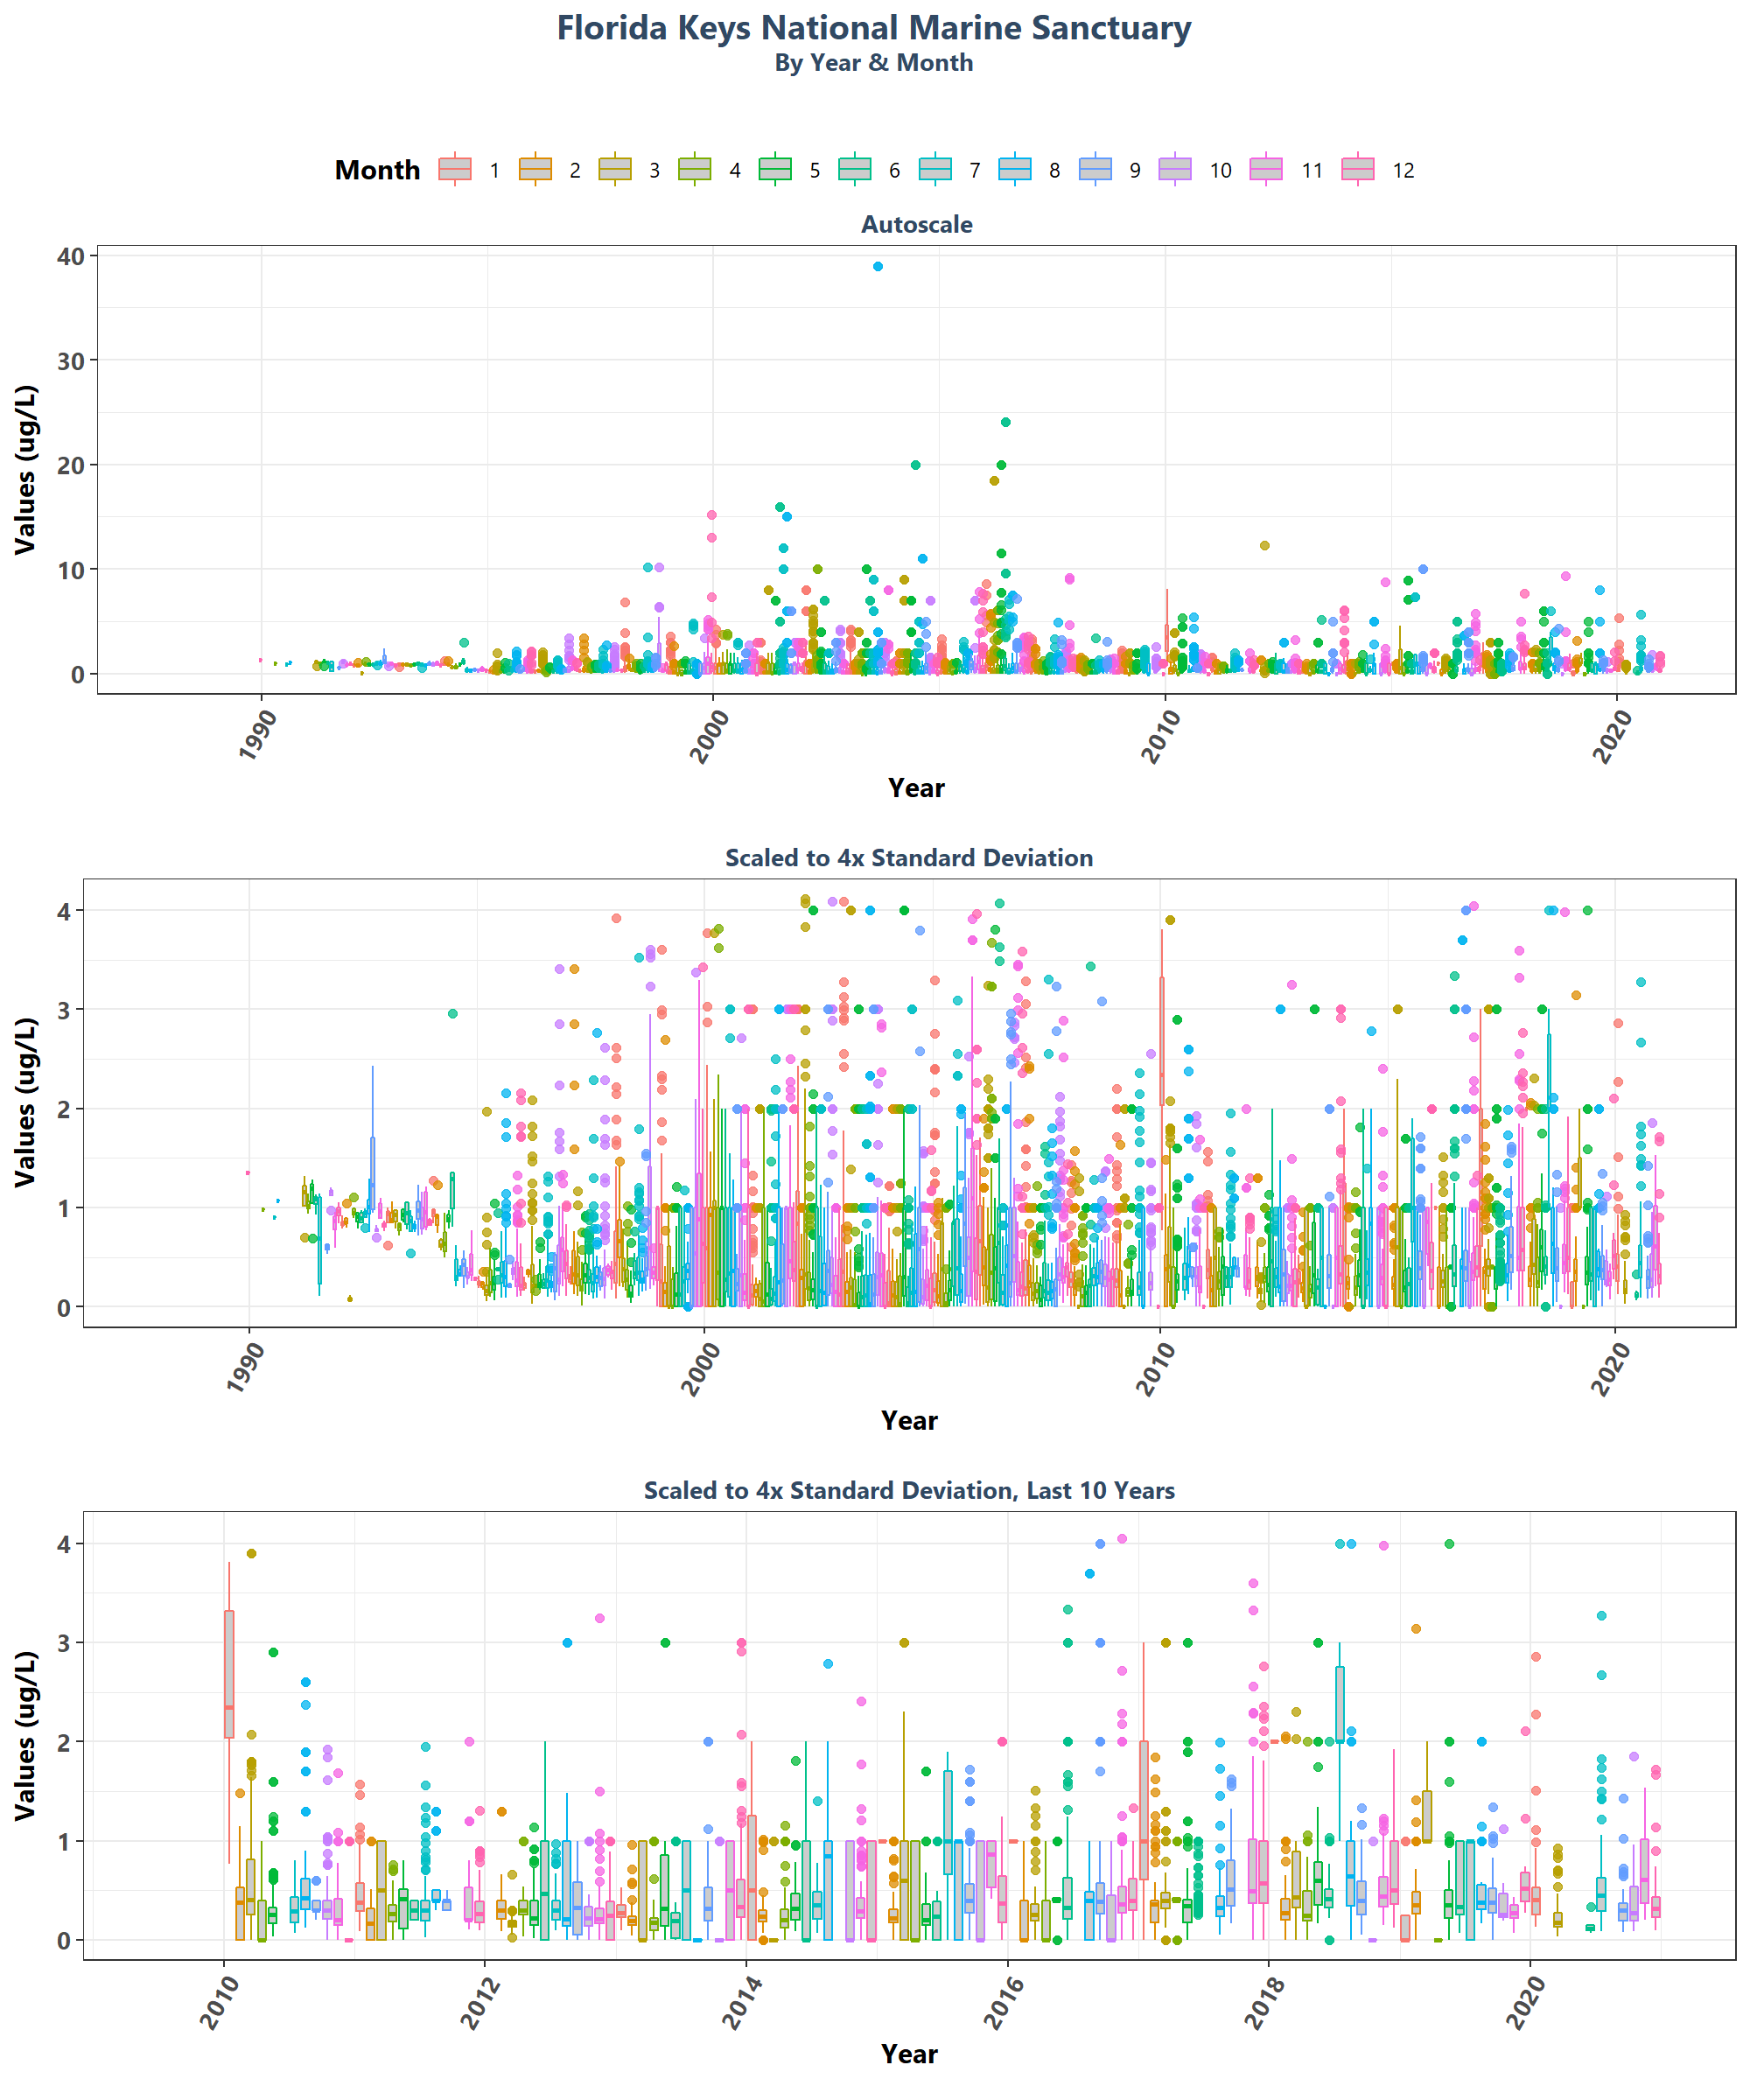 Florida Keys National Marine Sanctuary
By Year & Month
Month 1 2 3 4 5 6 7 8 9 10 11 12
Autoscale
Values (ug/L)
40
30
20
10
0
1990 2000 2010 2020
Year
Scaled to 4x Standard Deviation
Values (ug/L)
4
3
2
1
0
1990 2000 2010 2020
Year
Scaled to 4x Standard Deviation, Last 10 Years
Values (ug/L)
4
3
2
1
0
2010 2012 2014 2016 2018 2020
Year